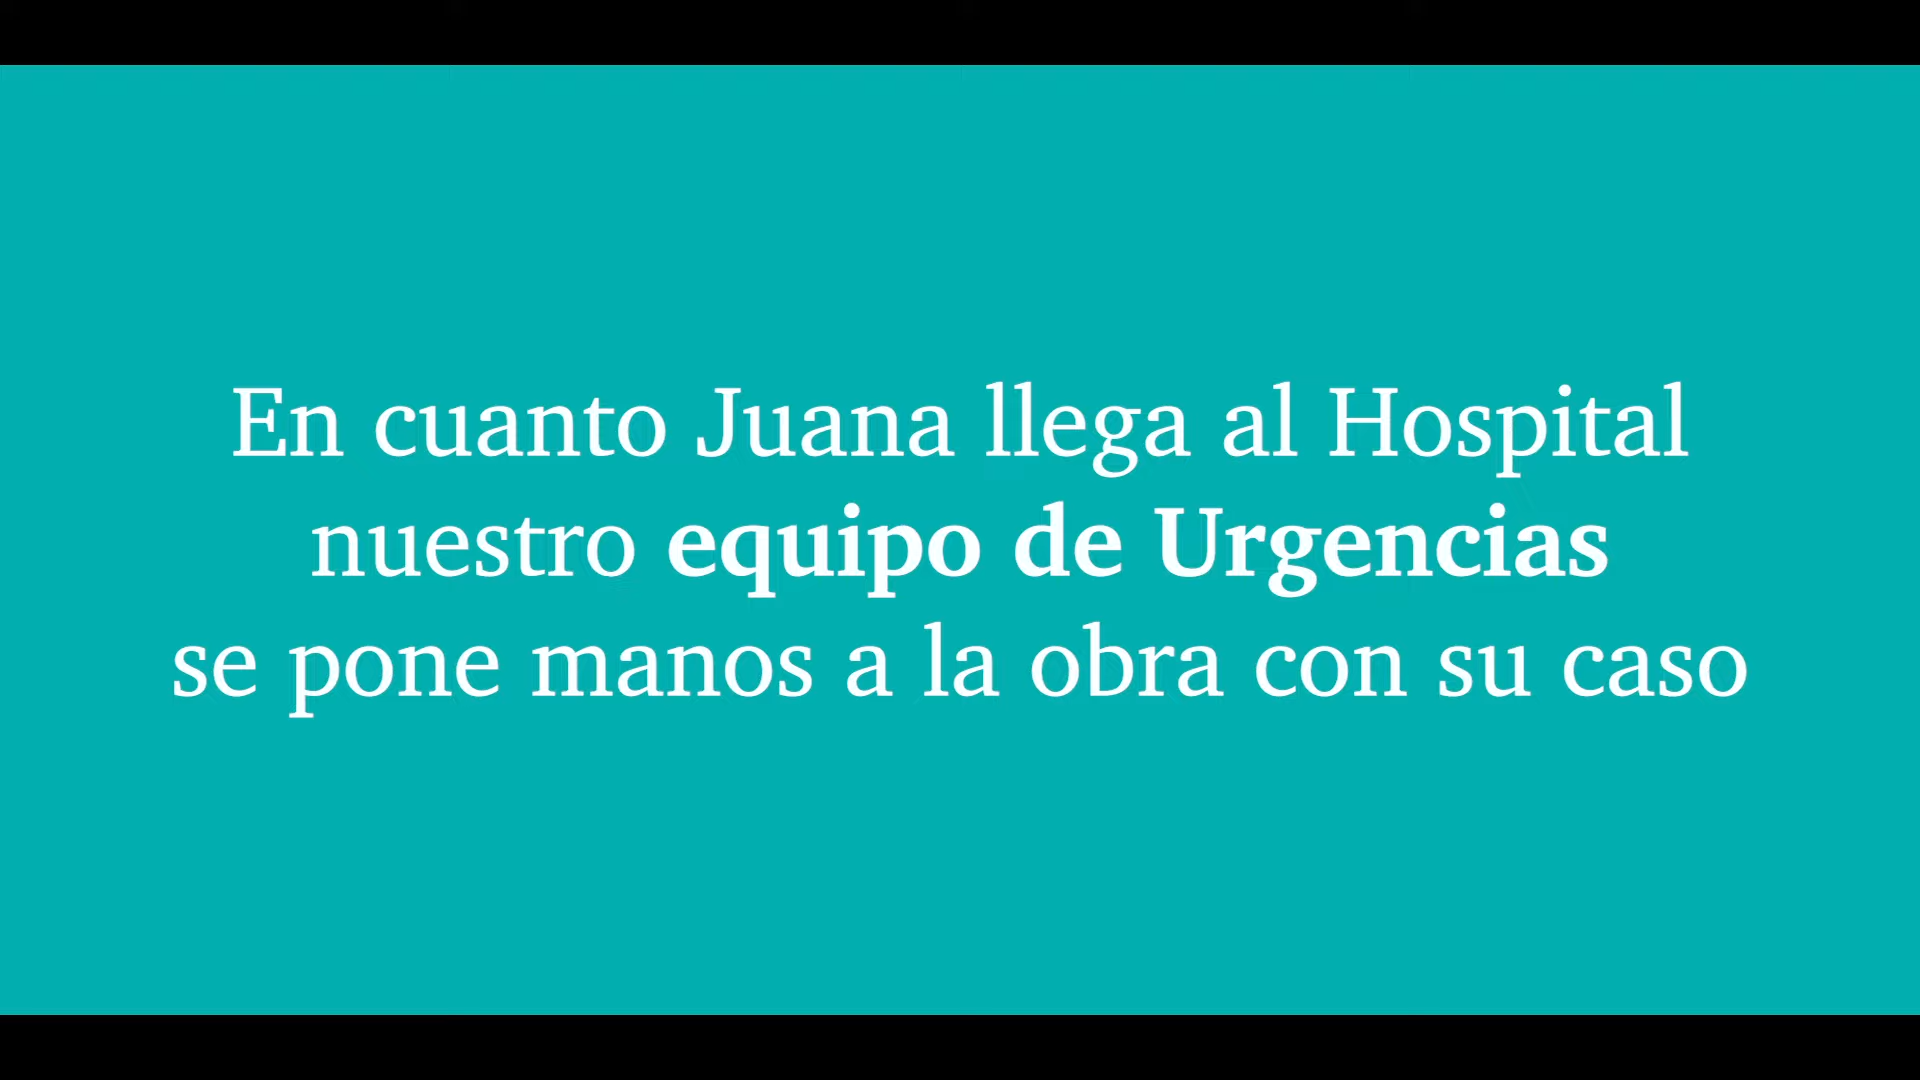 En cuanto Juana llega al Hospital
nuestro equipo de Urgencias
se pone manos a la obra con su caso